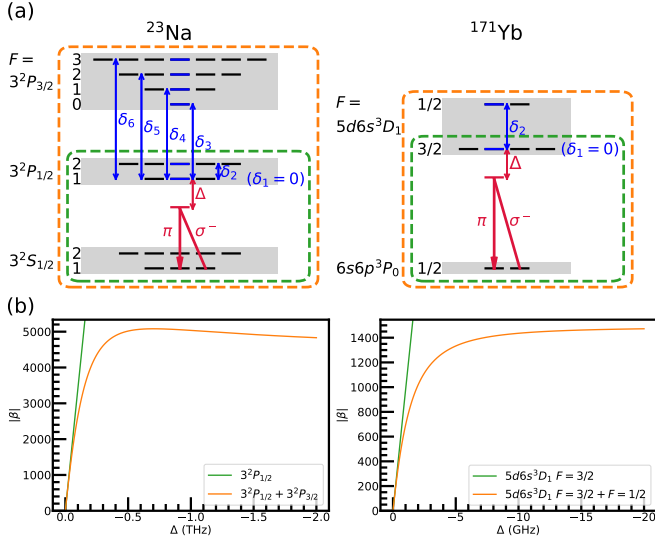 (a)
²³Na
¹⁷¹Yb
F =
3
3²P₃/₂
2
1
0
δ₆
δ₅
δ₄
δ₃
3²P₁/₂
2
1
δ₂
(δ₁ = 0)
Δ
π
σ⁻
3²S₁/₂
2
1
F =
1/2
5d6s³D₁
δ₂
3/2
(δ₁ = 0)
Δ
π
σ⁻
6s6p³P₀
1/2
(b)
|β|
5000
4000
3000
2000
1000
0
0.0
−0.5
−1.0
−1.5
−2.0
Δ (THz)
3²P₁/₂
3²P₁/₂ + 3²P₃/₂
|β|
1400
1200
1000
800
600
400
200
0
0
−5
−10
−15
−20
Δ (GHz)
5d6s³D₁ F = 3/2
5d6s³D₁ F = 3/2 + F = 1/2